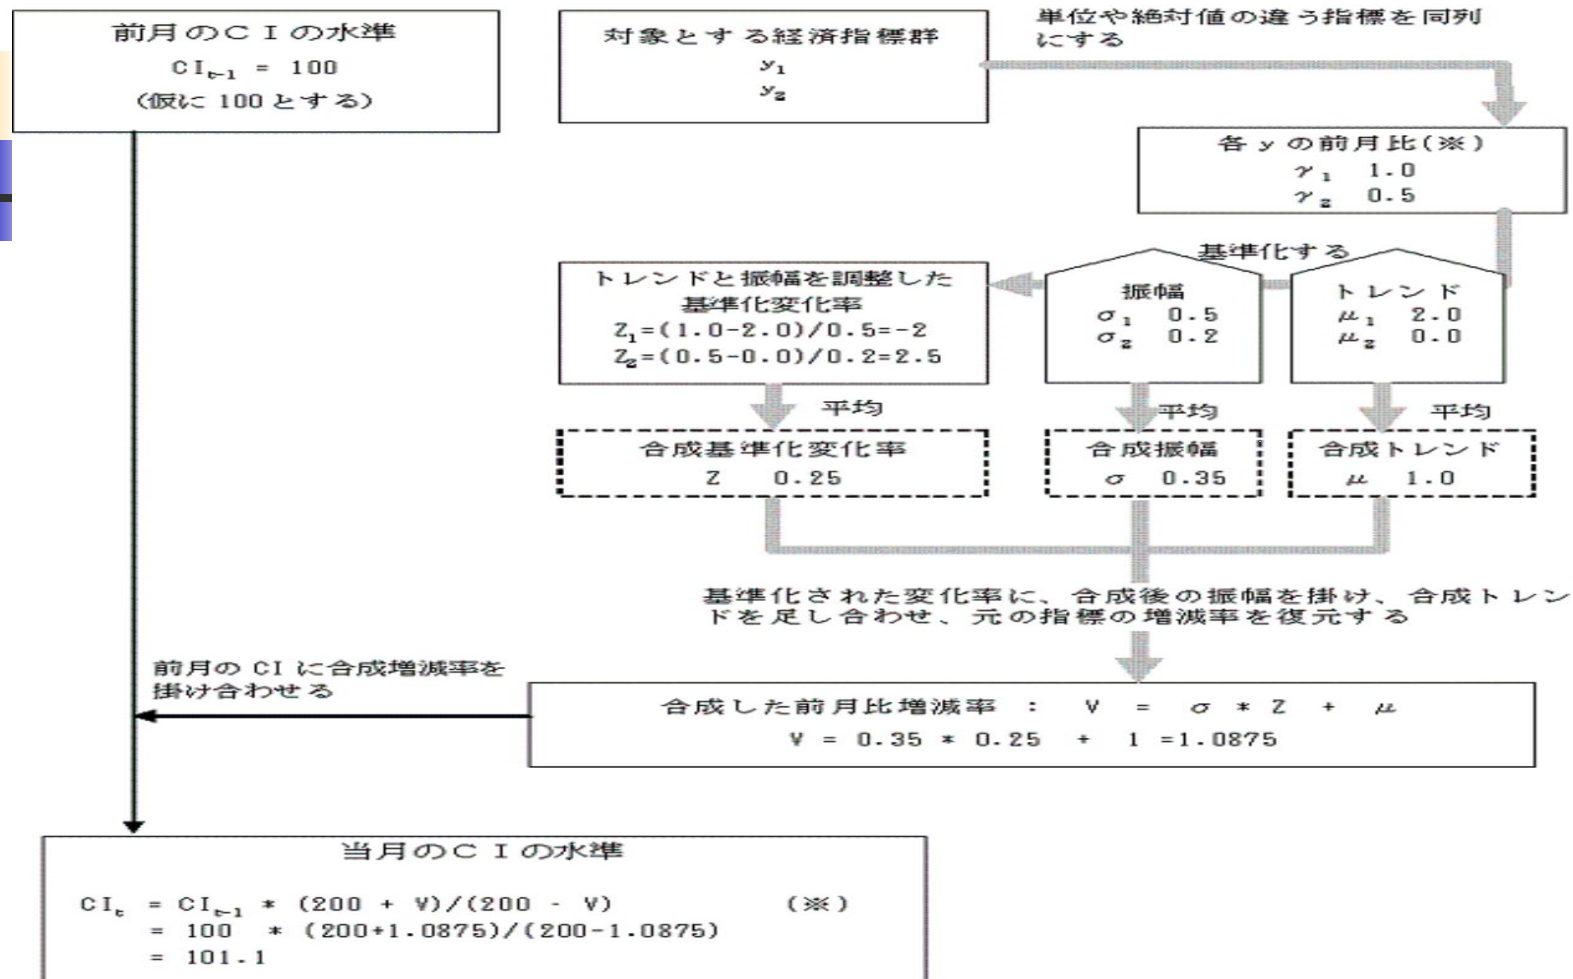 前月のＣＩの水準
CIt-1 = 100
(仮に 100 とする)
対象とする経済指標群
y1
y2
単位や絶対値の違う指標を同列
にする
各 y の前月比(※)
γ1 1.0
γ2 0.5
基準化する
トレンドと振幅を調整した
基準化変化率
Z1=(1.0-2.0)/0.5=-2
Z2=(0.5-0.0)/0.2=2.5
振幅
σ1 0.5
σ2 0.2
トレンド
μ1 2.0
μ2 0.0
平均
平均
平均
合成基準化変化率
Z 0.25
合成振幅
σ 0.35
合成トレンド
μ 1.0
基準化された変化率に、合成後の振幅を掛け、合成トレン
ドを足し合わせ、元の指標の増減率を復元する
前月の CI に合成増減率を
掛け合わせる
合成した前月比増減率 : V = σ * Z + μ
V = 0.35 * 0.25 + 1 =1.0875
当月のＣＩの水準
CIt = CIt-1 * (200 + V)/(200 - V) (※)
= 100 * (200+1.0875)/(200-1.0875)
= 101.1